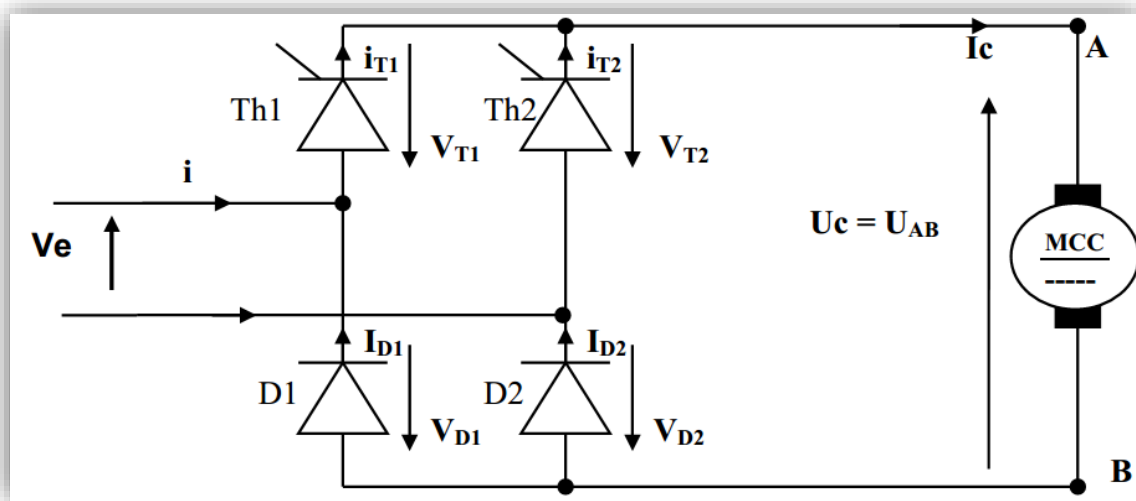 Ic
A
iT1
iT2
Th1
Th2
VT1
VT2
i
Ve
Uc = UAB
MCC
-----
ID1
ID2
D1
D2
VD1
VD2
B